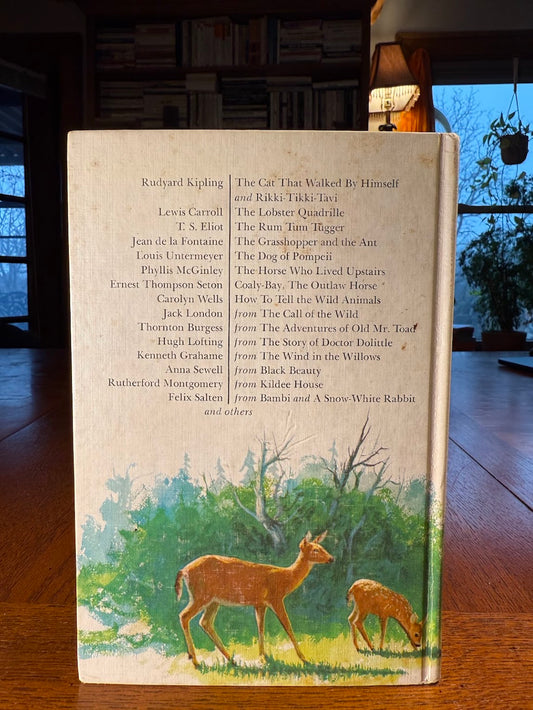 Rudyard Kipling The Cat That Walked By Himself
and Rikki-Tikki-Tavi
Lewis Carroll The Lobster Quadrille
T. S. Eliot The Rum Tum Tugger
Jean de la Fontaine The Grasshopper and the Ant
Louis Untermeyer The Dog of Pompeii
Phyllis McGinley The Horse Who Lived Upstairs
Ernest Thompson Seton Coaly-Bay, The Outlaw Horse
Carolyn Wells How To Tell the Wild Animals
Jack London from The Call of the Wild
Thornton Burgess from The Adventures of Old Mr. Toad
Hugh Lofting from The Story of Doctor Dolittle
Kenneth Grahame from The Wind in the Willows
Anna Sewell from Black Beauty
Rutherford Montgomery from Kildee House
Felix Salten from Bambi and A Snow-White Rabbit
and others